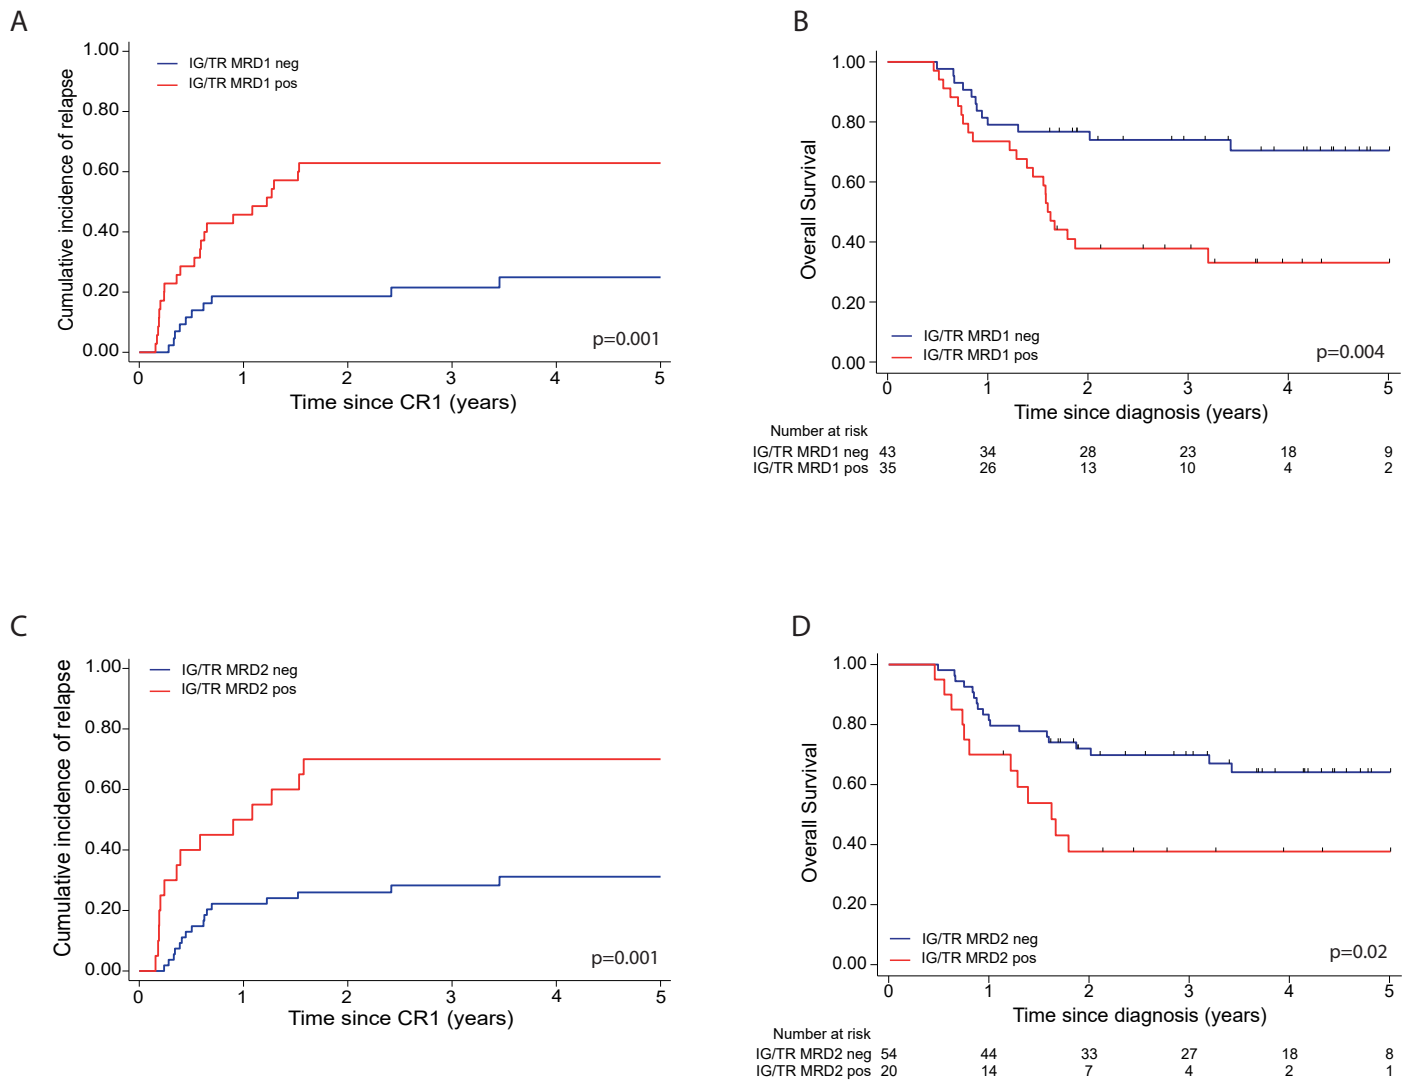 A
Cumulative incidence of relapse
1.00
0.80
0.60
0.40
0.20
0.00
IG/TR MRD1 neg
IG/TR MRD1 pos
p=0.001
0 1 2 3 4 5
Time since CR1 (years)
B
Overall Survival
1.00
0.80
0.60
0.40
0.20
0.00
IG/TR MRD1 neg
IG/TR MRD1 pos
p=0.004
0 1 2 3 4 5
Time since diagnosis (years)
Number at risk
IG/TR MRD1 neg 43 34 28 23 18 9
IG/TR MRD1 pos 35 26 13 10 4 2
C
Cumulative incidence of relapse
1.00
0.80
0.60
0.40
0.20
0.00
IG/TR MRD2 neg
IG/TR MRD2 pos
p=0.001
0 1 2 3 4 5
Time since CR1 (years)
D
Overall Survival
1.00
0.80
0.60
0.40
0.20
0.00
IG/TR MRD2 neg
IG/TR MRD2 pos
p=0.02
0 1 2 3 4 5
Time since diagnosis (years)
Number at risk
IG/TR MRD2 neg 54 44 33 27 18 8
IG/TR MRD2 pos 20 14 7 4 2 1